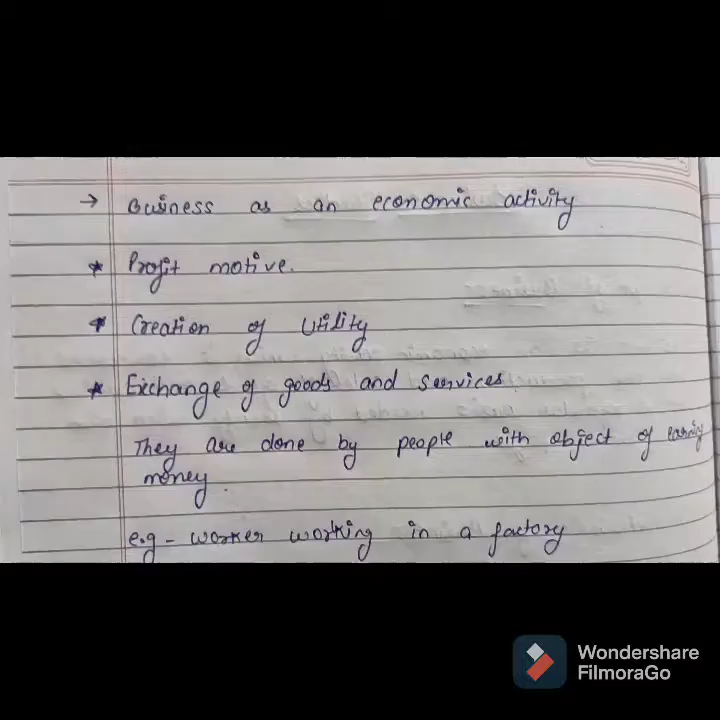 → Business as an economic activity
* Profit motive.
* Creation of Utility
* Exchange of goods and services.
They are done by people with object of earning
money.
e.g - worker working in a factory
Wondershare
FilmoraGo